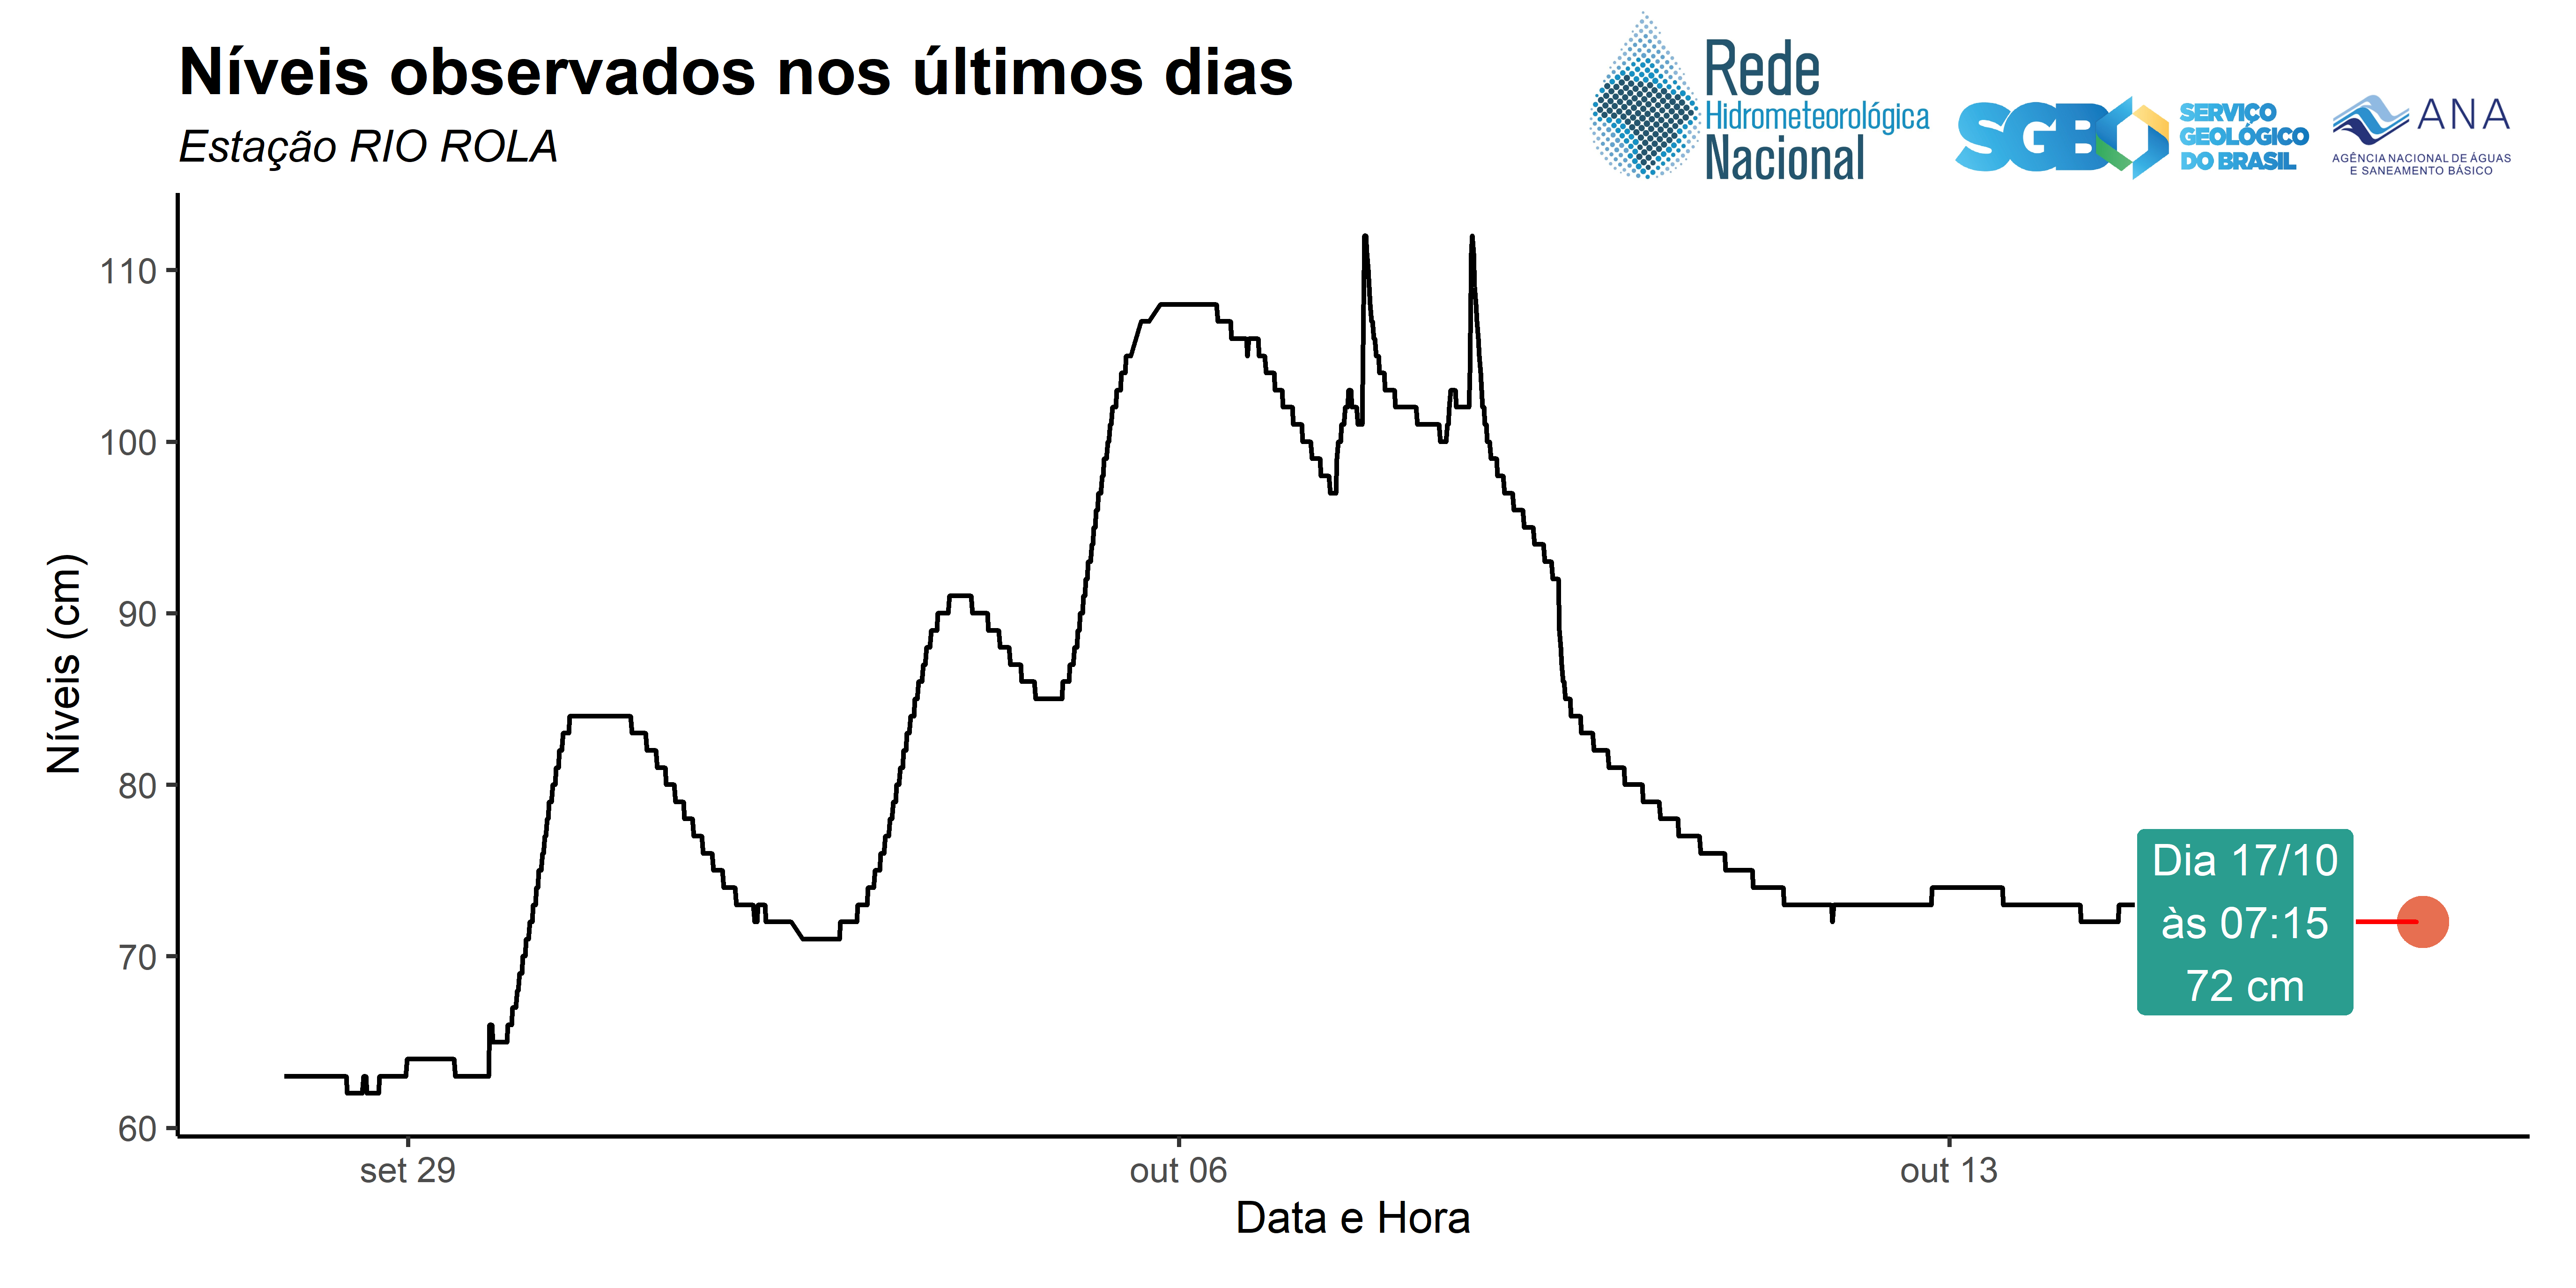 Níveis observados nos últimos dias
Estação RIO ROLA
Rede
Hidrometeorológica
Nacional
SGB
SERVIÇO
GEOLÓGICO
DO BRASIL
ANA
AGÊNCIA NACIONAL DE ÁGUAS
E SANEAMENTO BÁSICO
Níveis (cm)
110
100
90
80
70
60
Dia 17/10
às 07:15
72 cm
set 29
out 06
out 13
Data e Hora